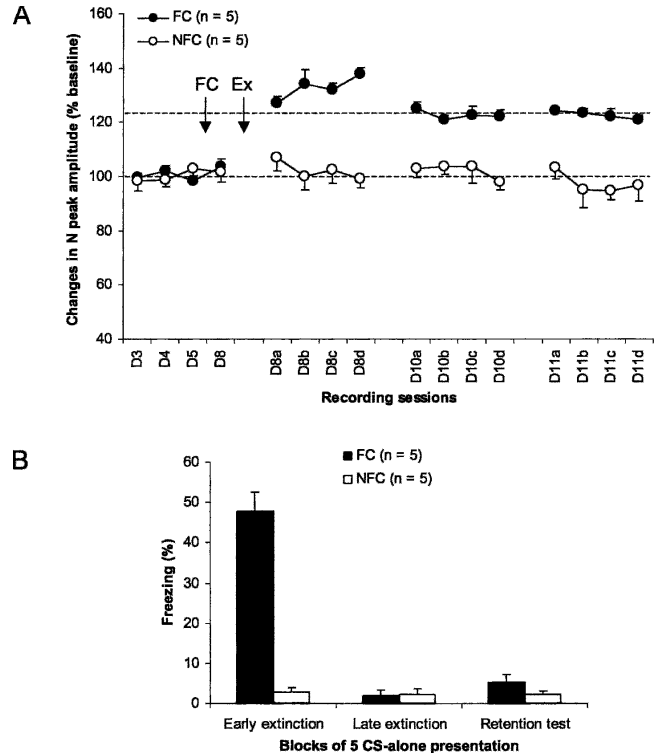 A
FC (n = 5)
NFC (n = 5)
Changes in N peak amplitude (% baseline)
160
140
120
100
80
60
40
FC Ex
D3 D4 D5 D8 D8a D8b D8c D8d D10a D10b D10c D10d D11a D11b D11c D11d
Recording sessions
B
FC (n = 5)
NFC (n = 5)
Freezing (%)
60
50
40
30
20
10
0
Early extinction Late extinction Retention test
Blocks of 5 CS-alone presentation